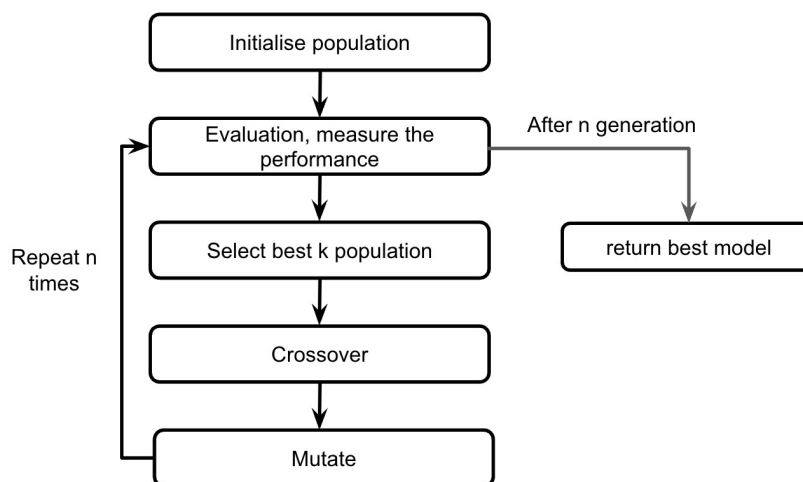 Initialise population
Evaluation, measure the
performance
After n generation
Select best k population
return best model
Repeat n
times
Crossover
Mutate